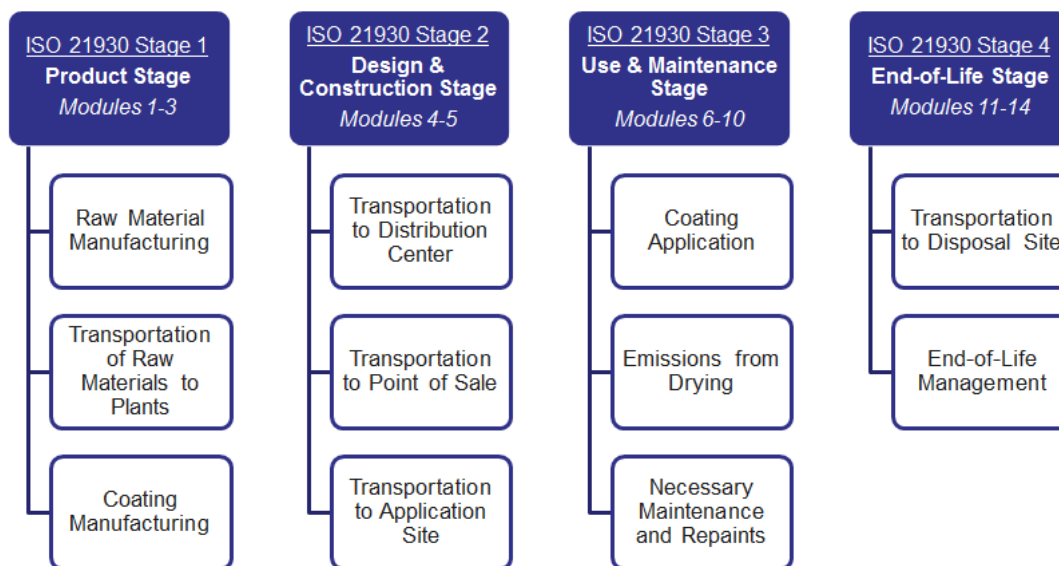 ISO 21930 Stage 1
Product Stage
Modules 1-3
Raw Material
Manufacturing
Transportation
of Raw
Materials to
Plants
Coating
Manufacturing
ISO 21930 Stage 2
Design &
Construction Stage
Modules 4-5
Transportation
to Distribution
Center
Transportation
to Point of Sale
Transportation
to Application
Site
ISO 21930 Stage 3
Use & Maintenance
Stage
Modules 6-10
Coating
Application
Emissions from
Drying
Necessary
Maintenance
and Repaints
ISO 21930 Stage 4
End-of-Life Stage
Modules 11-14
Transportation
to Disposal Site
End-of-Life
Management